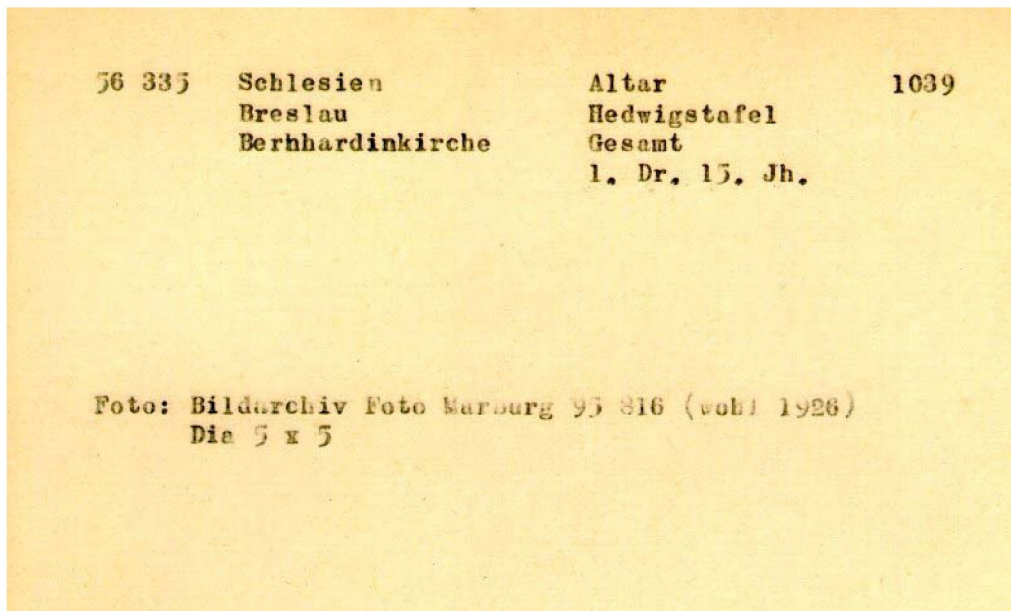 56 335 Schlesien Altar 1039
Breslau Hedwigstafel
Berhhardinkirche Gesamt
1. Dr. 15. Jh.
Foto: Bildarchiv Foto Marburg 95 816 (wohl 1926)
Dia 5 x 5